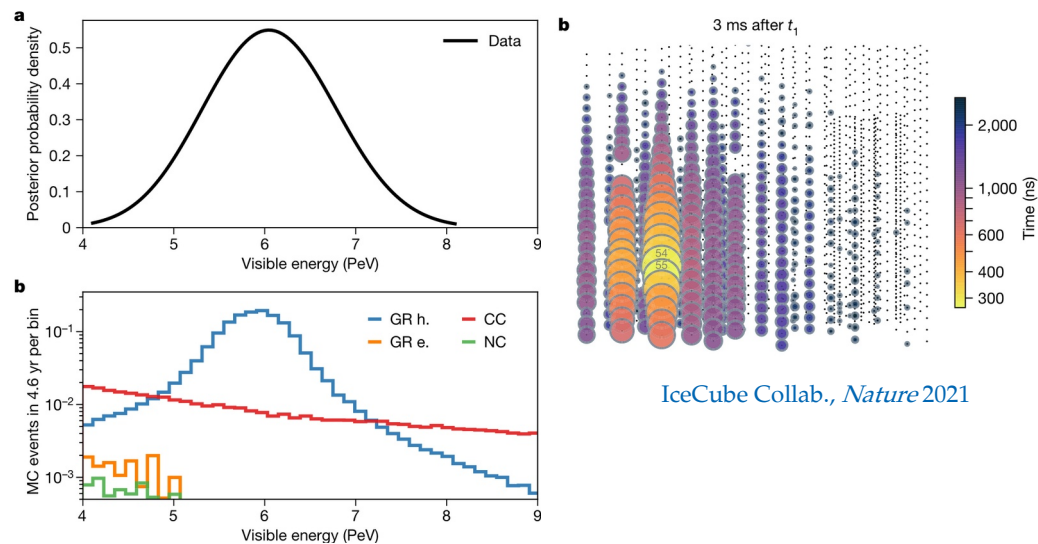 a
Posterior probability density
0.5
0.4
0.3
0.2
0.1
0
Data
4 5 6 7 8 9
Visible energy (PeV)
b
MC events in 4.6 yr per bin
10⁻¹
10⁻²
10⁻³
GR h. CC
GR e. NC
4 5 6 7 8 9
Visible energy (PeV)
b
3 ms after t₁
54
55
2,000
1,000
600
400
300
Time (ns)
IceCube Collab., Nature 2021